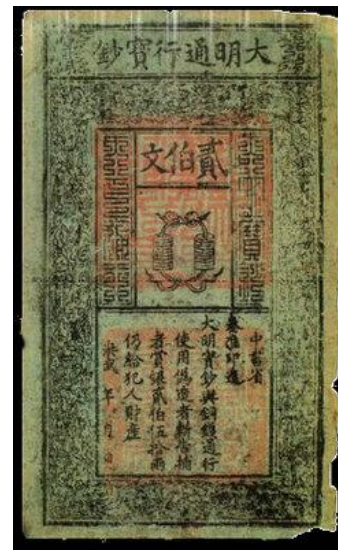 大明通行寶鈔
貳伯文
中書省
奏准印造
大明寶鈔與銅錢通行
使用偽造者斬告捕
者賞銀貳伯伍拾兩
仍給犯人財產
洪武 年 月 日